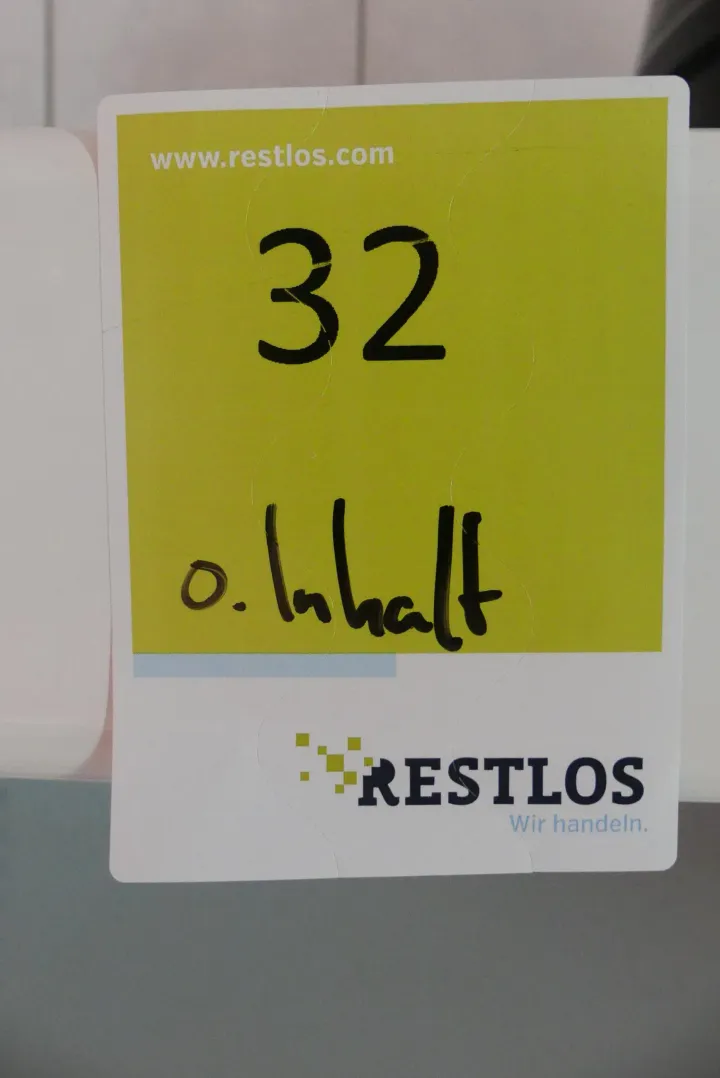 www.restlos.com
32
o. Inhalt
RESTLOS
Wir handeln.